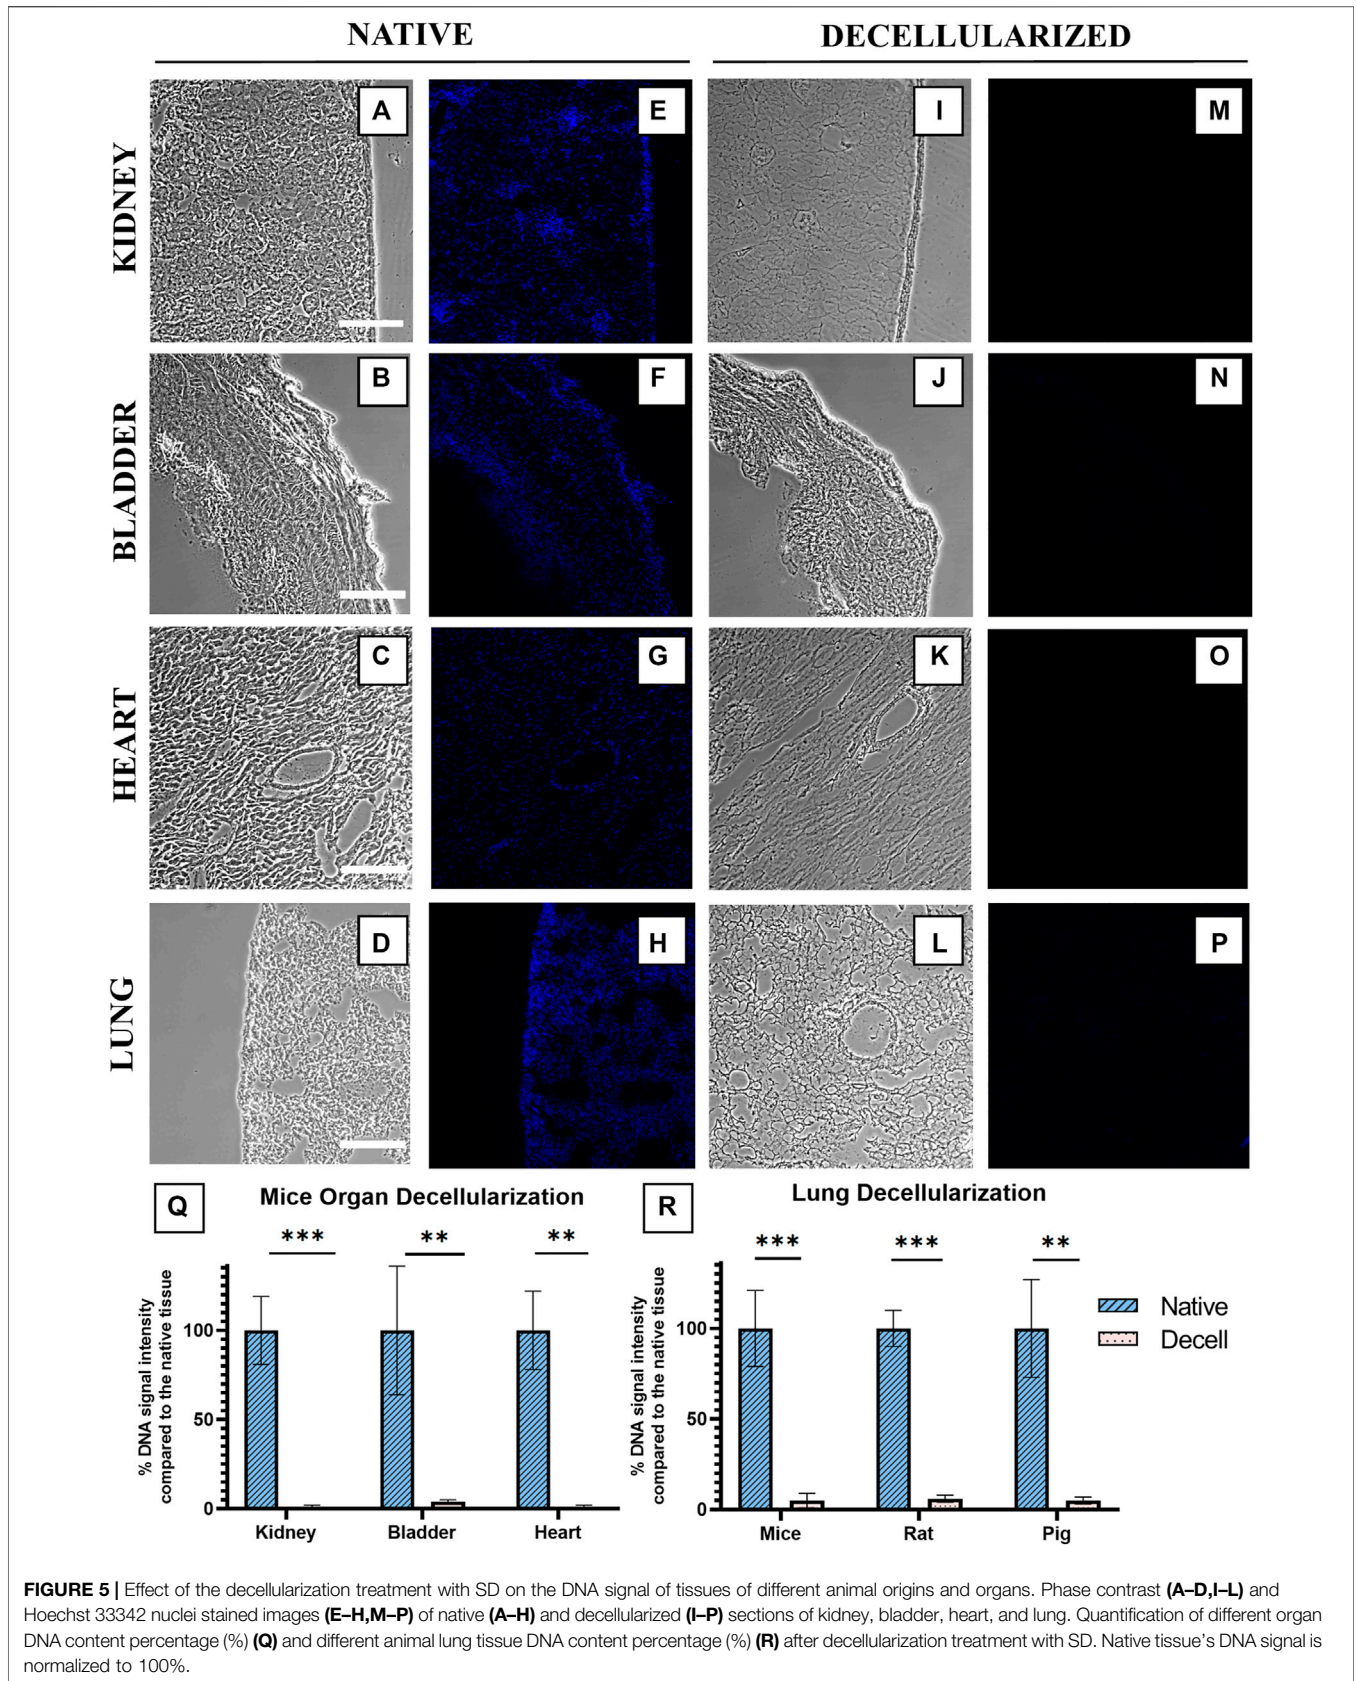 NATIVE
DECELLULARIZED
KIDNEY
A
E
I
M
BLADDER
B
F
J
N
HEART
C
G
K
O
LUNG
D
H
L
P
Q
Mice Organ Decellularization
% DNA signal intensity
compared to the native tissue
***
**
**
100
50
0
Kidney
Bladder
Heart
R
Lung Decellularization
% DNA signal intensity
compared to the native tissue
***
***
**
100
50
0
Mice
Rat
Pig
Native
Decell
FIGURE 5 | Effect of the decellularization treatment with SD on the DNA signal of tissues of different animal origins and organs. Phase contrast (A–D,I–L) and
Hoechst 33342 nuclei stained images (E–H,M–P) of native (A–H) and decellularized (I–P) sections of kidney, bladder, heart, and lung. Quantification of different organ
DNA content percentage (%) (Q) and different animal lung tissue DNA content percentage (%) (R) after decellularization treatment with SD. Native tissue's DNA signal is
normalized to 100%.